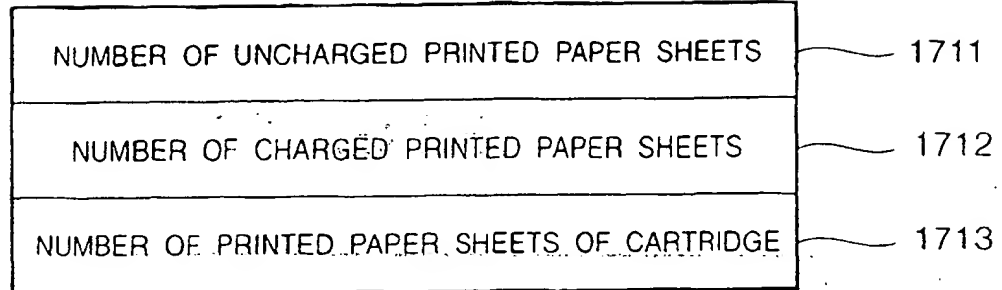 NUMBER OF UNCHARGED PRINTED PAPER SHEETS 1711
NUMBER OF CHARGED PRINTED PAPER SHEETS 1712
NUMBER OF PRINTED PAPER SHEETS OF CARTRIDGE 1713